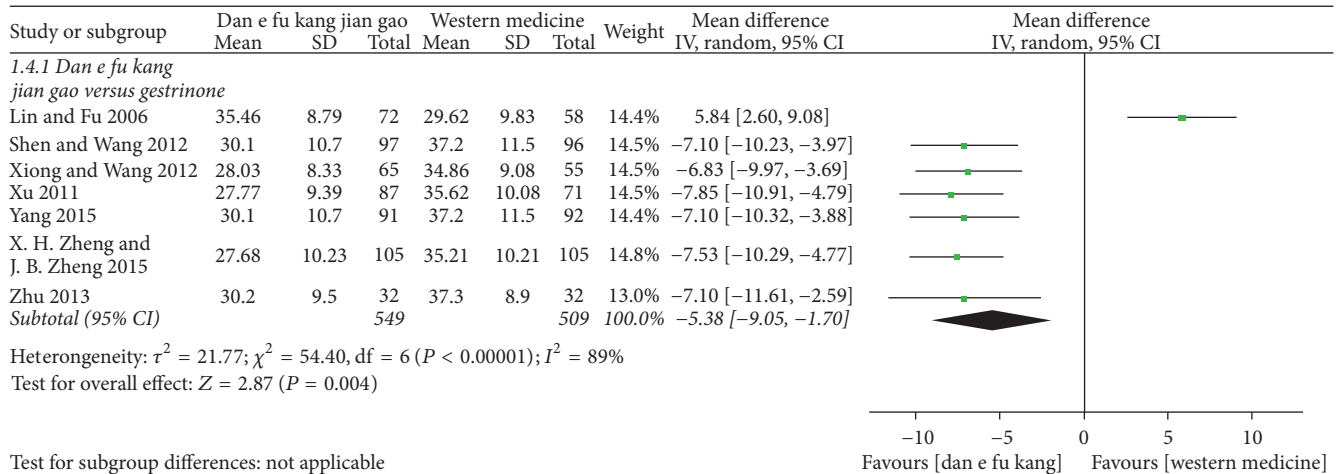 Study or subgroup Dan e fu kang jian gao Western medicine Weight Mean difference Mean difference
Mean SD Total Mean SD Total IV, random, 95% CI IV, random, 95% CI
1.4.1 Dan e fu kang
jian gao versus gestrinone
Lin and Fu 2006 35.46 8.79 72 29.62 9.83 58 14.4% 5.84 [2.60, 9.08]
Shen and Wang 2012 30.1 10.7 97 37.2 11.5 96 14.5% −7.10 [−10.23, −3.97]
Xiong and Wang 2012 28.03 8.33 65 34.86 9.08 55 14.5% −6.83 [−9.97, −3.69]
Xu 2011 27.77 9.39 87 35.62 10.08 71 14.5% −7.85 [−10.91, −4.79]
Yang 2015 30.1 10.7 91 37.2 11.5 92 14.4% −7.10 [−10.32, −3.88]
X. H. Zheng and
J. B. Zheng 2015 27.68 10.23 105 35.21 10.21 105 14.8% −7.53 [−10.29, −4.77]
Zhu 2013 30.2 9.5 32 37.3 8.9 32 13.0% −7.10 [−11.61, −2.59]
Subtotal (95% CI) 549 509 100.0% −5.38 [−9.05, −1.70]
Heterongeneity: τ² = 21.77; χ² = 54.40, df = 6 (P < 0.00001); I² = 89%
Test for overall effect: Z = 2.87 (P = 0.004)
−10 −5 0 5 10
Test for subgroup differences: not applicable Favours [dan e fu kang] Favours [western medicine]